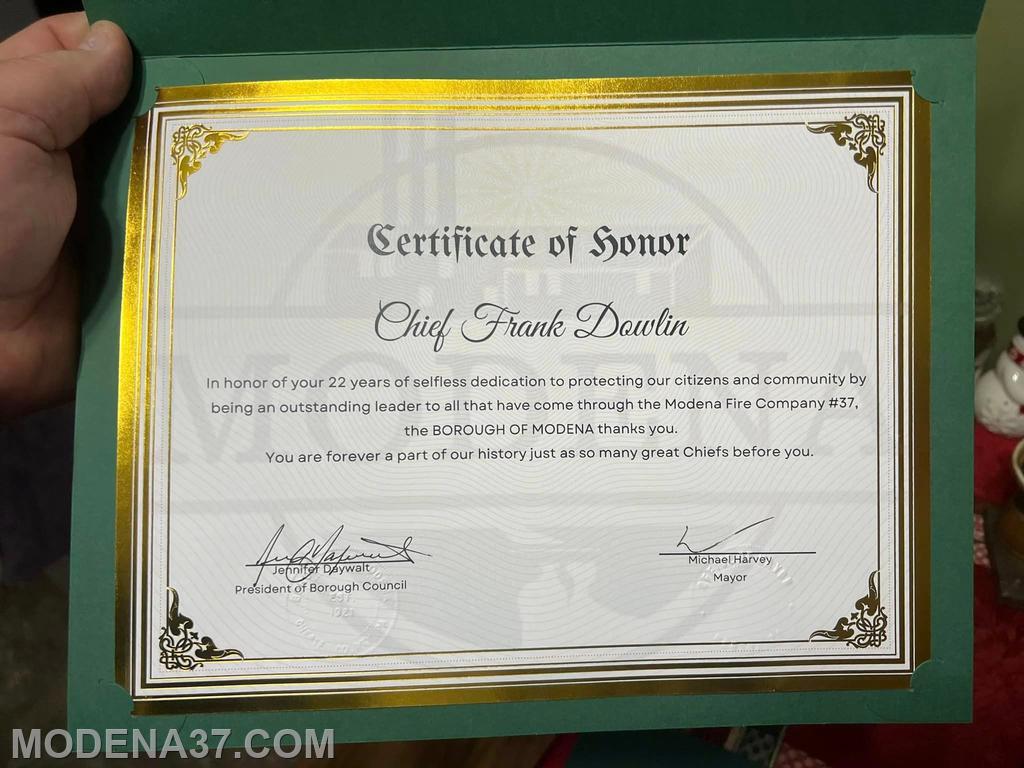 Certificate of Honor
Chief Frank Dowlin
In honor of your 22 years of selfless dedication to protecting our citizens and community by
being an outstanding leader to all that have come through the Modena Fire Company #37,
the BOROUGH OF MODENA thanks you.
You are forever a part of our history just as so many great Chiefs before you.
MODENA
Jennifer Daywalt
President of Borough Council
Michael Harvey
Mayor
MODENA37.COM